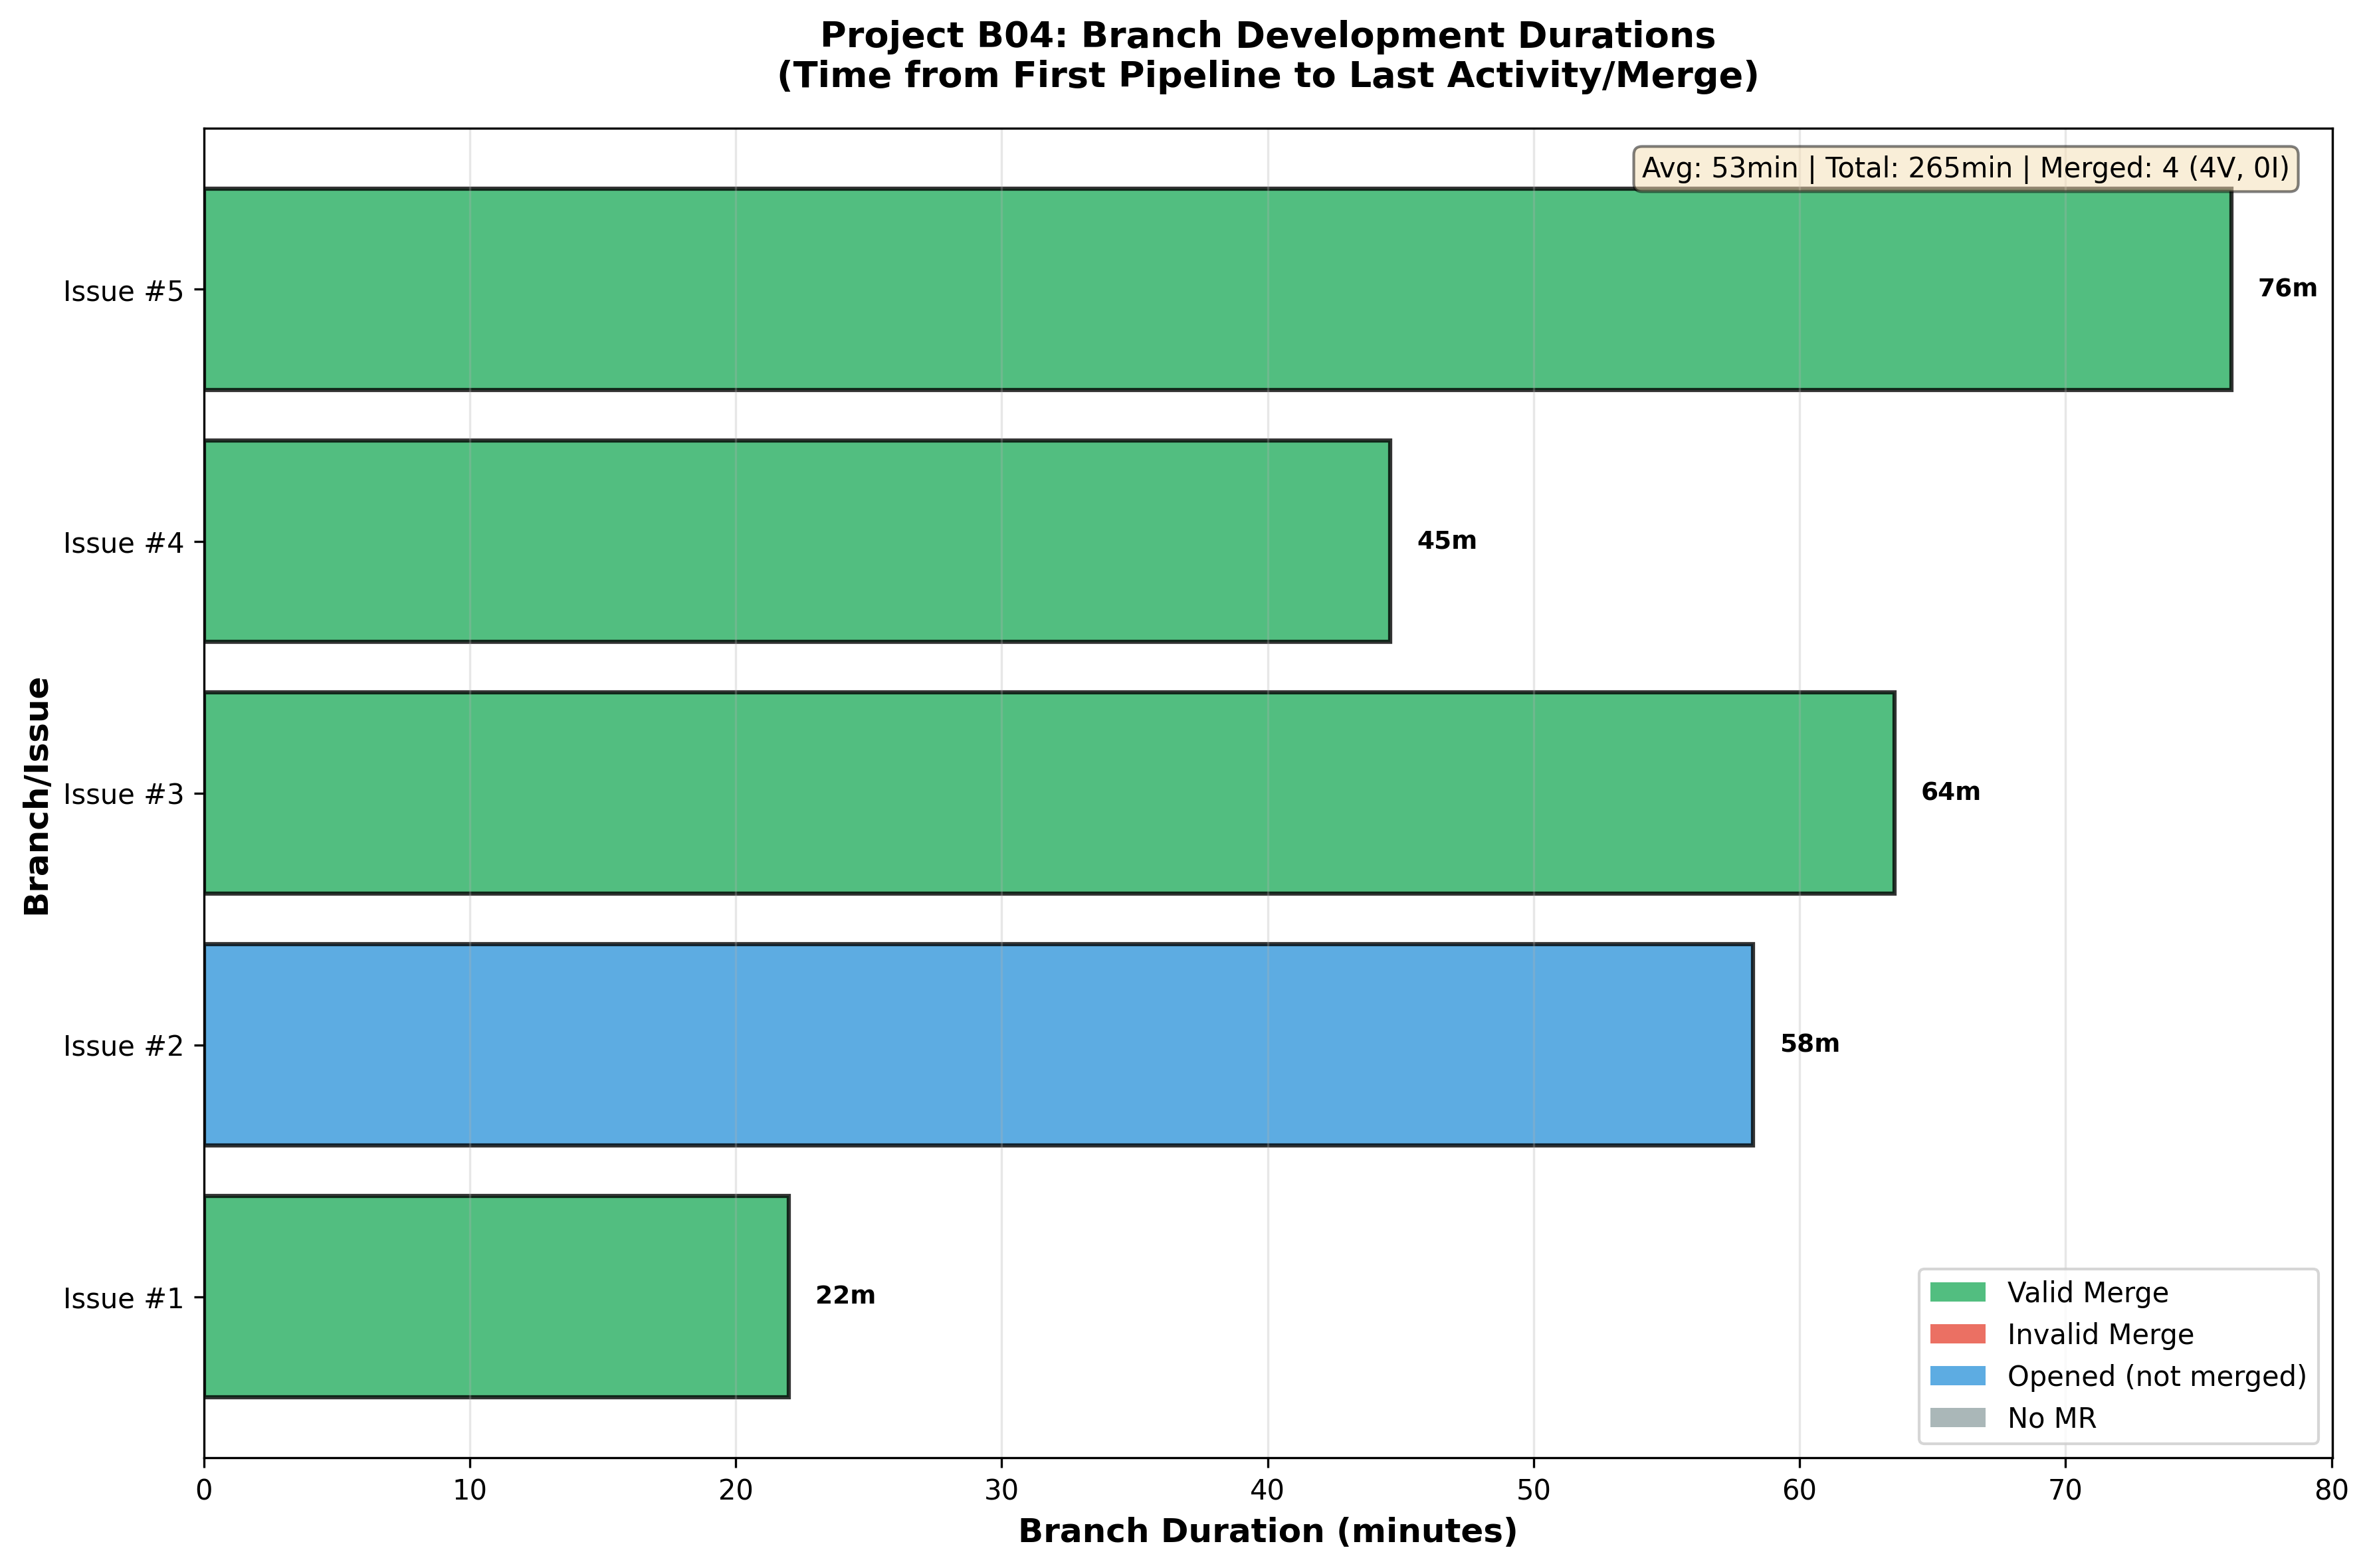 Project B04: Branch Development Durations
(Time from First Pipeline to Last Activity/Merge)
Avg: 53min | Total: 265min | Merged: 4 (4V, 0I)
Branch/Issue
Issue #5
76m
Issue #4
45m
Issue #3
64m
Issue #2
58m
Issue #1
22m
Valid Merge
Invalid Merge
Opened (not merged)
No MR
0 10 20 30 40 50 60 70 80
Branch Duration (minutes)